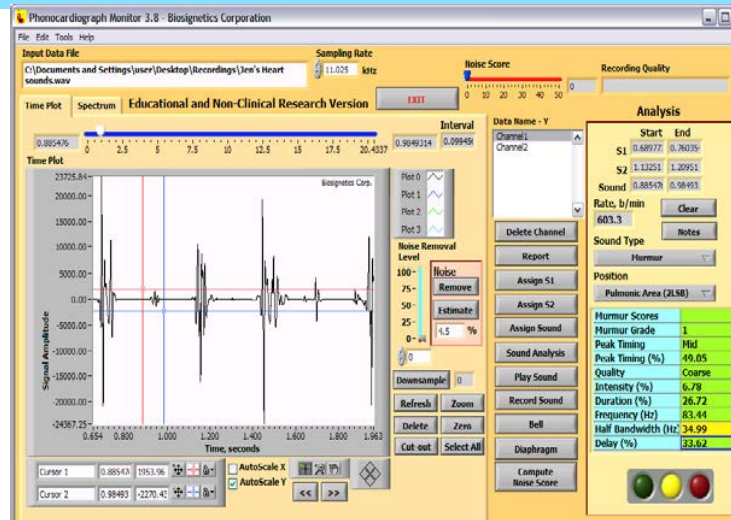 Phonocardiograph Monitor 3.8 - Biosignetics Corporation
File Edit Tools Help
Input Data File
C:\Documents and Settings\user\Desktop\Recordings\Jen's Heart
sounds.wav
Sampling Rate
11.025 kHz
Noise Score
0 10 20 30 40 50
0
Recording Quality
EXIT
Time Plot Spectrum Educational and Non-Clinical Research Version
0.885476
0 2.5 5 7.5 10 12.5 15 17.5 20.4337
Interval
0.9849314
Time Plot
Biosignetics Corp.
Signal Amplitude
23725.84
20000.00
15000.00
10000.00
5000.00
0.00
-5000.00
-10000.00
-15000.00
-20000.00
-24367.25
0.654 0.800 1.000 1.200 1.400 1.600 1.800 1.963
Time, seconds
Plot 0
Plot 1
Plot 2
Plot 3
Noise Removal
Level
100-
75-
50-
25-
0-
0
Noise
Remove
Estimate
4.5 %
Downsample 0
Refresh Zoom
Delete Zero
Cut-out Select All
Cursor 1 1953.96
Cursor 2 0.98493 -2270.43
AutoScale X
AutoScale Y
<< >>
Data Name - Y
Channel1
Channel2
Delete Channel
Report
Assign S1
Assign S2
Assign Sound
Sound Analysis
Play Sound
Record Sound
Bell
Diaphragm
Compute
Noise Score
Analysis
Start End
S1
S2 1.13251 1.20951
Sound 0.98493
Rate, b/min
603.3
Clear
Notes
Sound Type
Murmur
Position
Pulmonic Area (2LSB)
Murmur Scores
Murmur Grade 1
Peak Timing Mid
Peak Timing (%) 49.05
Quality Coarse
Intensity (%) 6.78
Duration (%) 26.72
Frequency (Hz) 83.44
Half Bandwidth (Hz 34.99
Delay (%) 33.62